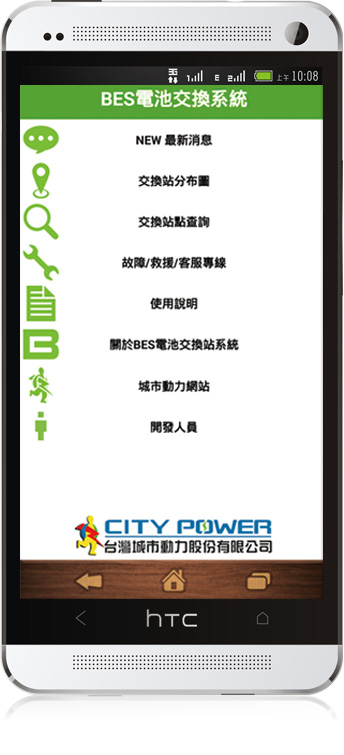 上午 10:08
BES電池交換系統
NEW 最新消息
交換站分布圖
交換站點查詢
故障/救援/客服專線
使用說明
關於BES電池交換站系統
城市動力網站
開發人員
CITY POWER
台灣城市動力股份有限公司
hTC